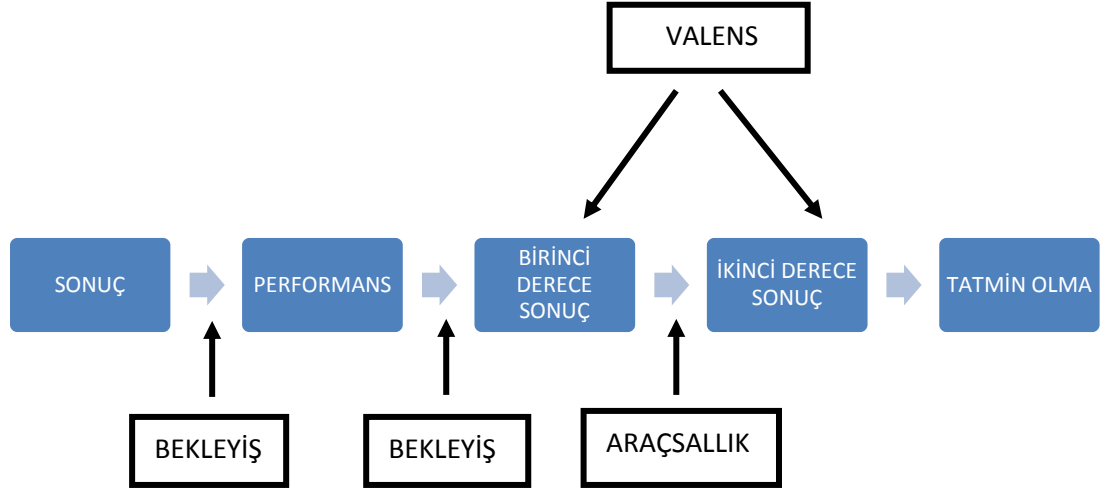 VALENS
SONUÇ
PERFORMANS
BİRİNCİ
DERECE
SONUÇ
İKİNCİ DERECE
SONUÇ
TATMİN OLMA
BEKLEYİŞ
BEKLEYİŞ
ARAÇSALLIK